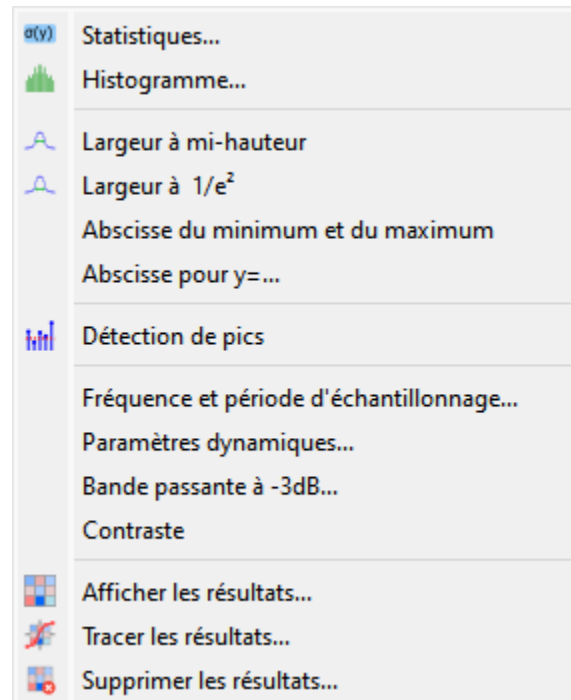 σ(y) Statistiques...
Histogramme...
Largeur à mi-hauteur
Largeur à 1/e²
Abscisse du minimum et du maximum
Abscisse pour y=...
Détection de pics
Fréquence et période d'échantillonnage...
Paramètres dynamiques...
Bande passante à -3dB...
Contraste
Afficher les résultats...
Tracer les résultats...
Supprimer les résultats...